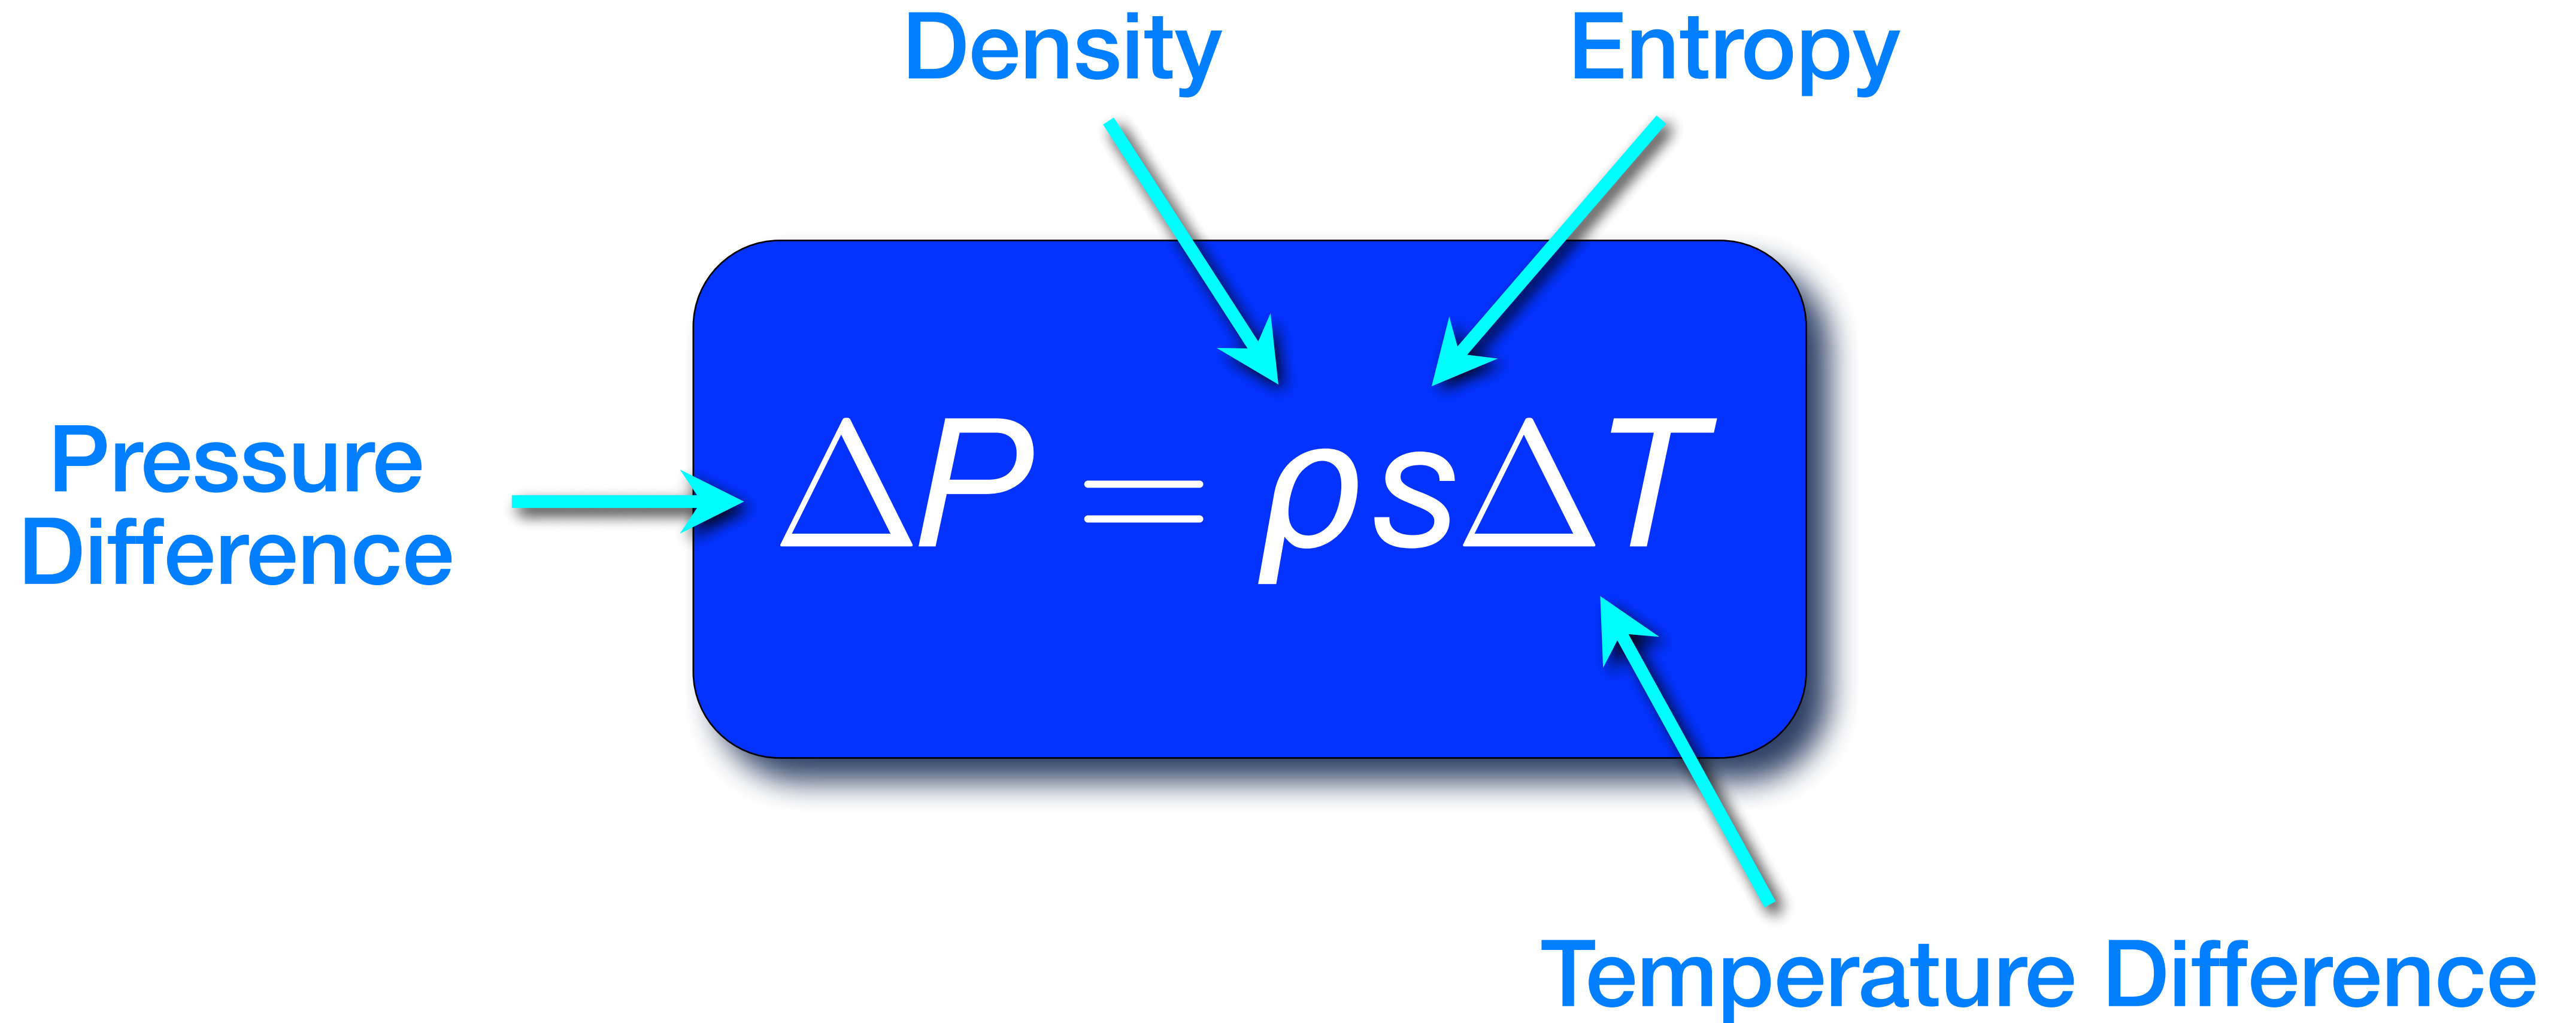 Density
Entropy
Pressure
Difference
ΔP = ρsΔT
Temperature Difference